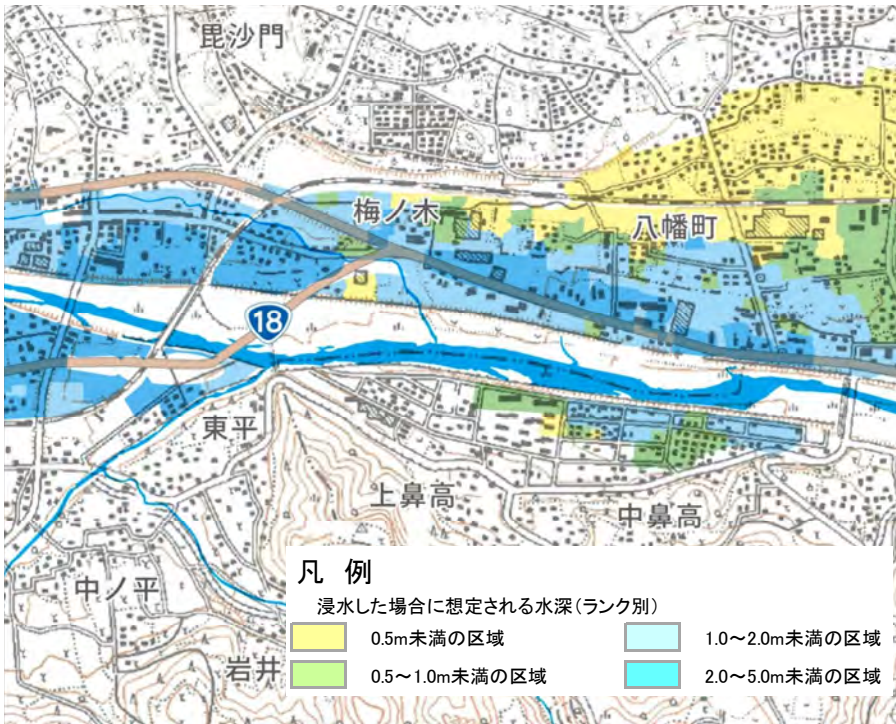 毘沙門
梅ノ木
八幡町
18
東平
上鼻高
中鼻高
中ノ平
岩井
凡 例
浸水した場合に想定される水深(ランク別)
0.5m未満の区域
1.0～2.0m未満の区域
0.5～1.0m未満の区域
2.0～5.0m未満の区域